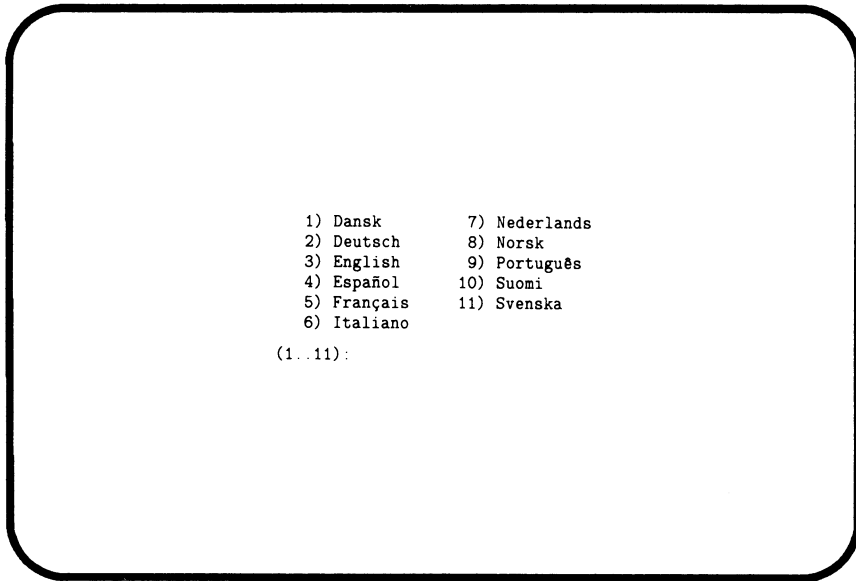 1) Dansk 7) Nederlands
2) Deutsch 8) Norsk
3) English 9) Português
4) Español 10) Suomi
5) Français 11) Svenska
6) Italiano
(1..11):